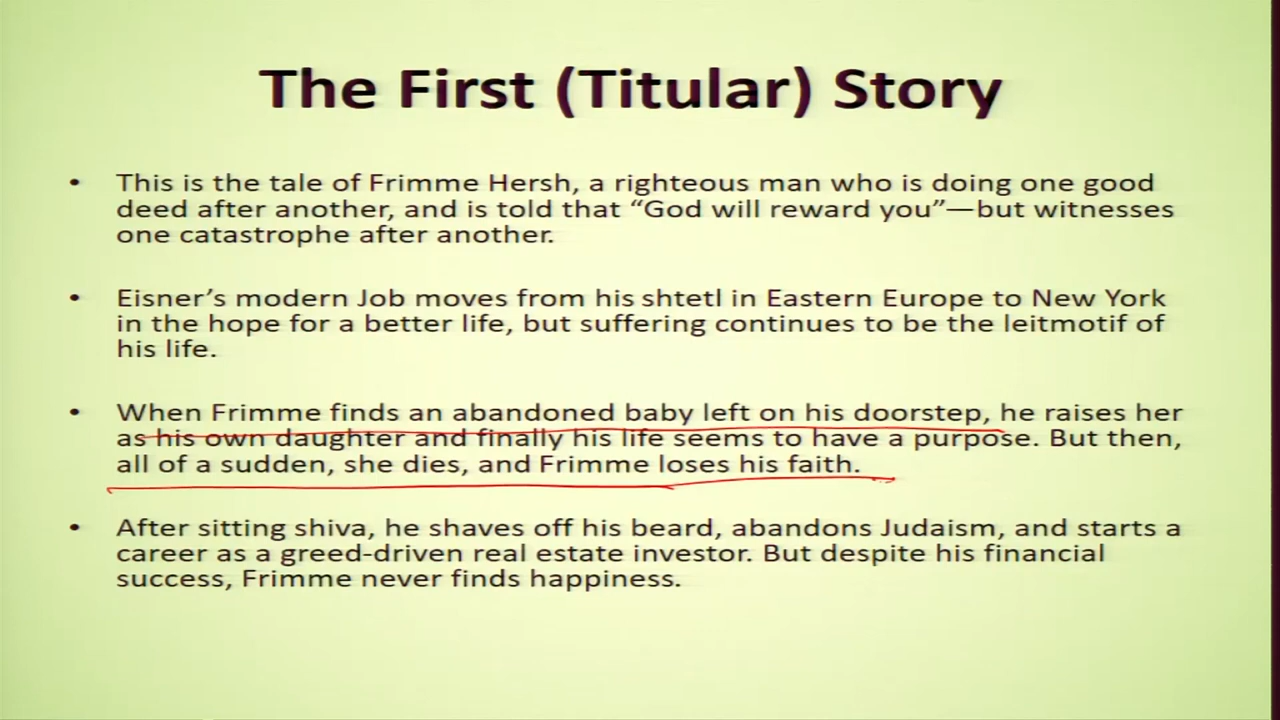 The First (Titular) Story
• This is the tale of Frimme Hersh, a righteous man who is doing one good
deed after another, and is told that “God will reward you”—but witnesses
one catastrophe after another.
• Eisner’s modern Job moves from his shtetl in Eastern Europe to New York
in the hope for a better life, but suffering continues to be the leitmotif of
his life.
• When Frimme finds an abandoned baby left on his doorstep, he raises her
as his own daughter and finally his life seems to have a purpose. But then,
all of a sudden, she dies, and Frimme loses his faith.
• After sitting shiva, he shaves off his beard, abandons Judaism, and starts a
career as a greed-driven real estate investor. But despite his financial
success, Frimme never finds happiness.